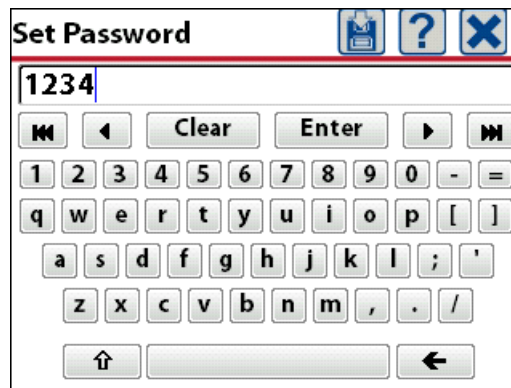 Set Password ?
1234
Clear Enter
1 2 3 4 5 6 7 8 9 0 - =
q w e r t y u i o p [ ]
a s d f g h j k l ; '
z x c v b n m , . /